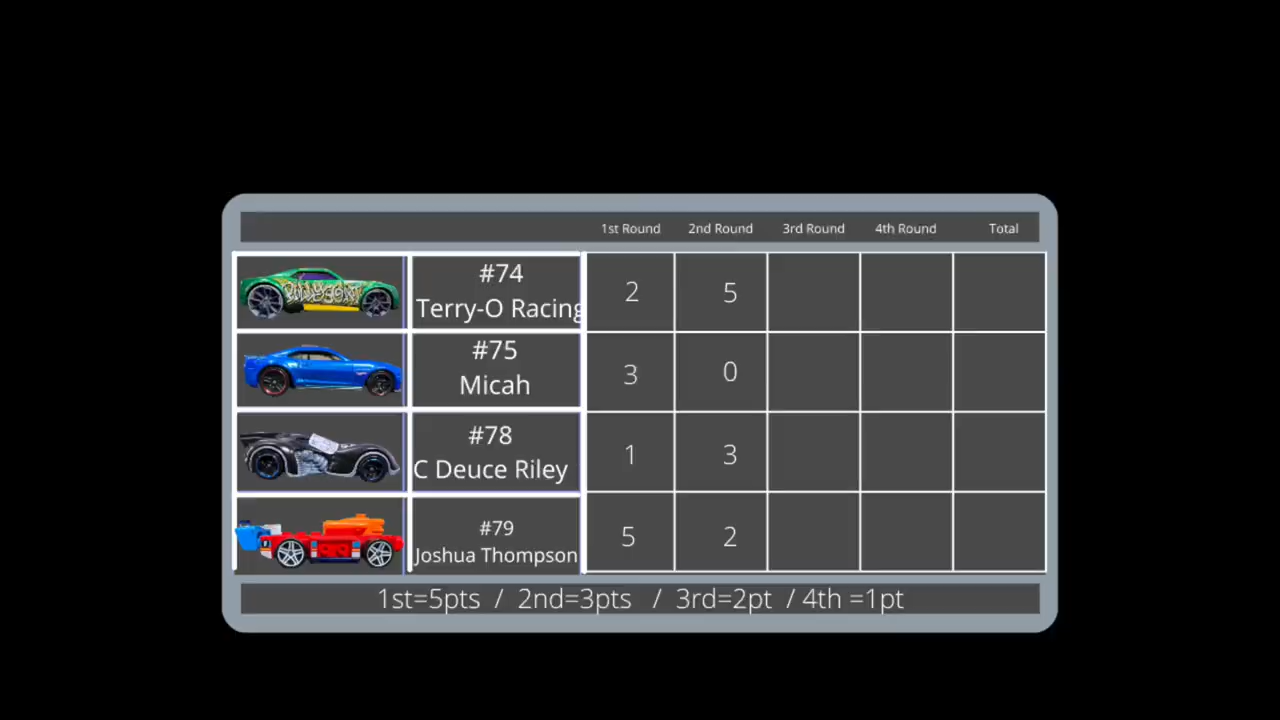 1st Round 2nd Round 3rd Round 4th Round Total
#74
Terry-O Racing
2 5
#75
Micah
3 0
#78
C Deuce Riley
1 3
#79
Joshua Thompson
5 2
1st=5pts / 2nd=3pts / 3rd=2pt / 4th =1pt